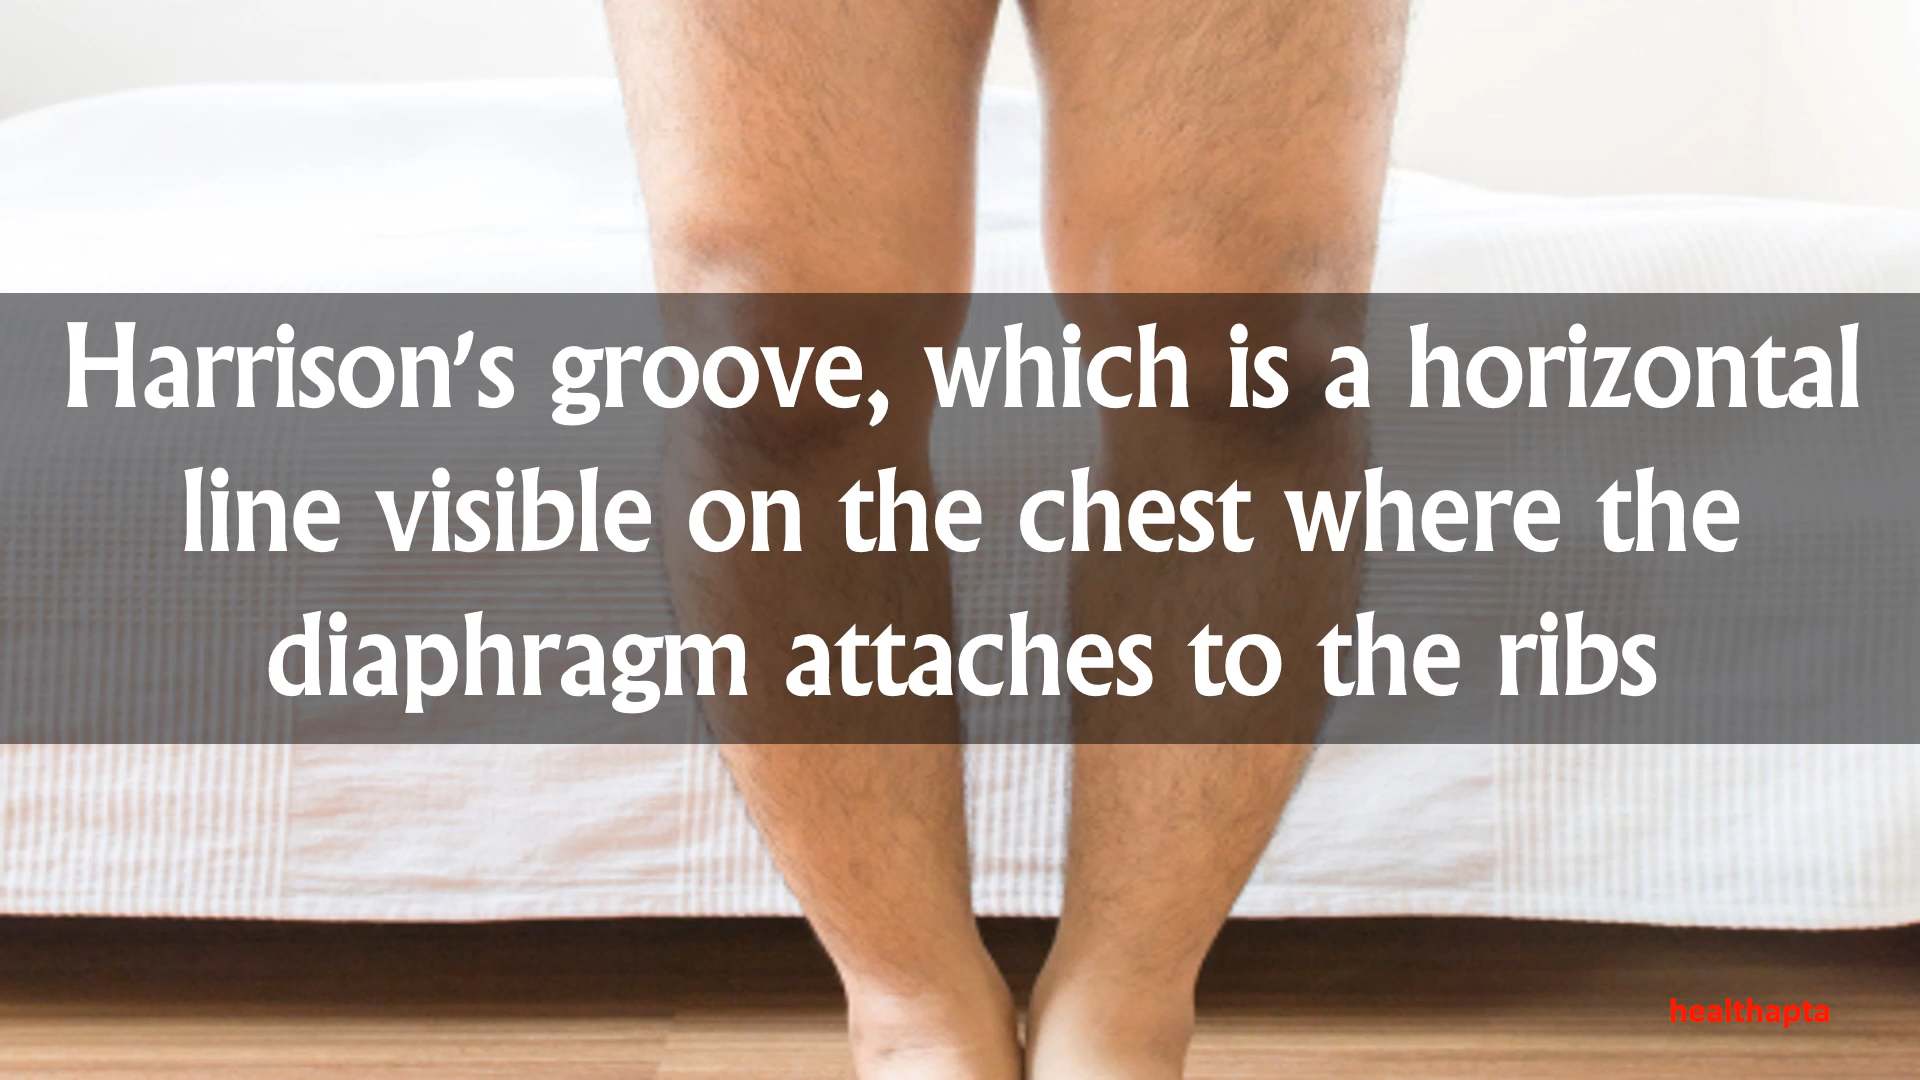 Harrison's groove, which is a horizontal
line visible on the chest where the
diaphragm attaches to the ribs
healthapta